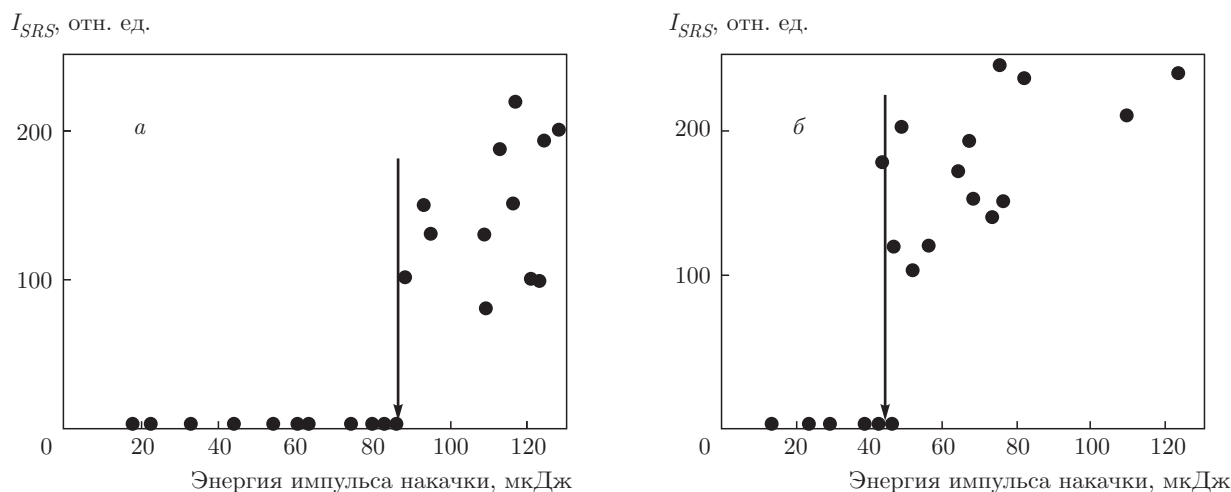 I_SRS, отн. ед.
а
200
100
0
20 40 60 80 100 120
Энергия импульса накачки, мкДж
I_SRS, отн. ед.
б
200
100
0
20 40 60 80 100 120
Энергия импульса накачки, мкДж